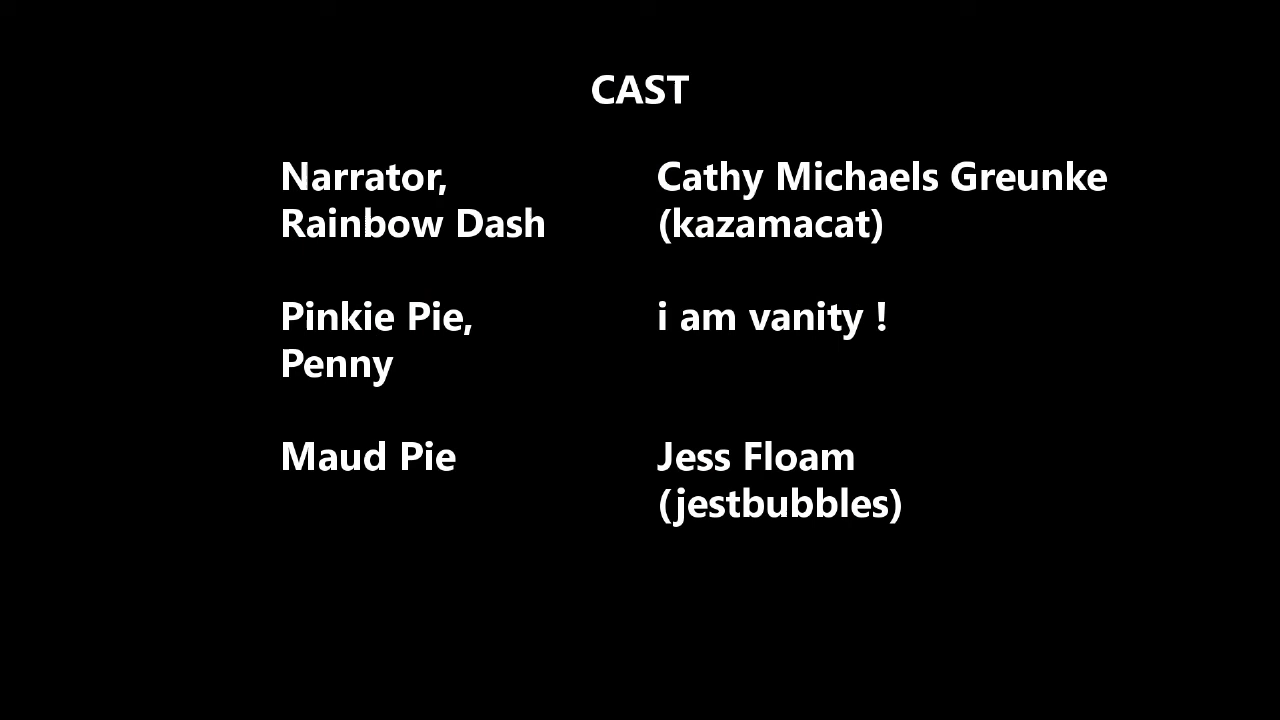 CAST
Narrator,
Rainbow Dash
Cathy Michaels Greunke
(kazamacat)
Pinkie Pie,
Penny
i am vanity !
Maud Pie
Jess Floam
(jestbubbles)